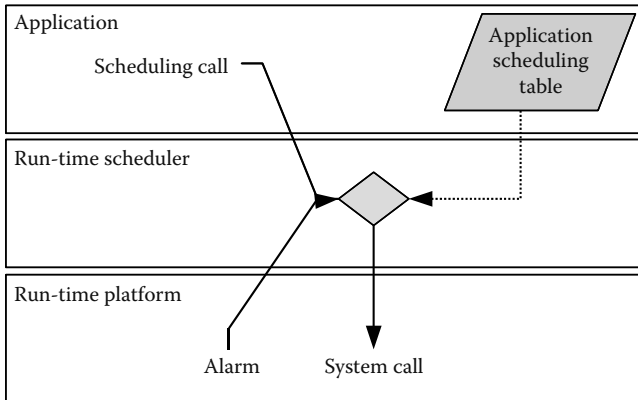 Application
Application
scheduling
table
Scheduling call
Run-time scheduler
Run-time platform
Alarm
System call